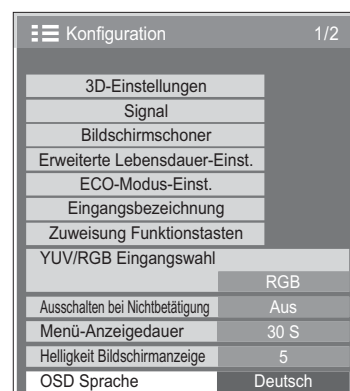 Konfiguration 1/2
3D-Einstellungen
Signal
Bildschirmschoner
Erweiterte Lebensdauer-Einst.
ECO-Modus-Einst.
Eingangsbezeichnung
Zuweisung Funktionstasten
YUV/RGB Eingangswahl
RGB
Ausschalten bei Nichtbetätigung Aus
Menü-Anzeigedauer 30 S
Helligkeit Bildschirmanzeige 5
OSD Sprache Deutsch